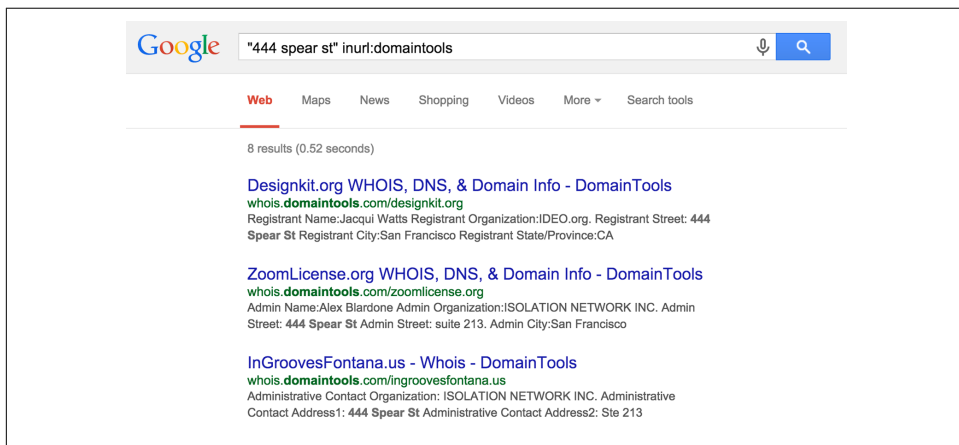 Google "444 spear st" inurl:domaintools
Web Maps News Shopping Videos More Search tools
8 results (0.52 seconds)
Designkit.org WHOIS, DNS, & Domain Info - DomainTools
whois.domaintools.com/designkit.org
Registrant Name:Jacqui Watts Registrant Organization:IDEO.org. Registrant Street: 444
Spear St Registrant City:San Francisco Registrant State/Province:CA
ZoomLicense.org WHOIS, DNS, & Domain Info - DomainTools
whois.domaintools.com/zoomlicense.org
Admin Name:Alex Blardone Admin Organization:ISOLATION NETWORK INC. Admin
Street: 444 Spear St Admin Street: suite 213. Admin City:San Francisco
InGroovesFontana.us - Whois - DomainTools
whois.domaintools.com/ingroovesfontana.us
Administrative Contact Organization: ISOLATION NETWORK INC. Administrative
Contact Address1: 444 Spear St Administrative Contact Address2: Ste 213